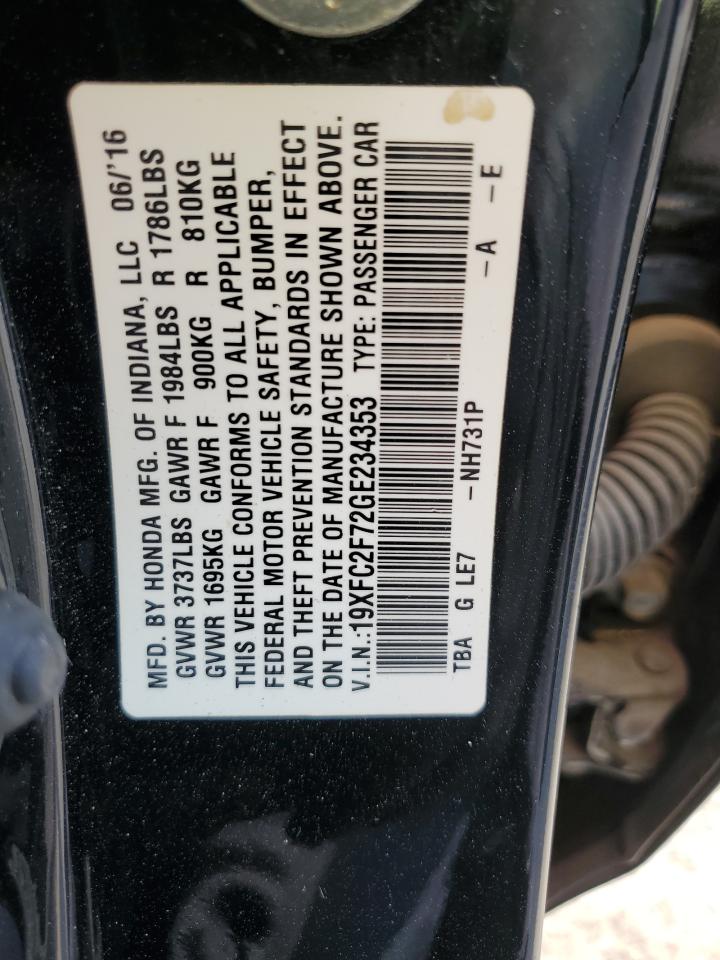 MFD. BY HONDA MFG. OF INDIANA, LLC 06/'16
GVWR 3737LBS GAWR F 1984LBS R 1786LBS
GVWR 1695KG GAWR F 900KG R 810KG
THIS VEHICLE CONFORMS TO ALL APPLICABLE
FEDERAL MOTOR VEHICLE SAFETY, BUMPER,
AND THEFT PREVENTION STANDARDS IN EFFECT
ON THE DATE OF MANUFACTURE SHOWN ABOVE.
V.I.N.:19XFC2F72GE234353 TYPE: PASSENGER CAR
TBA G LE7 -NH731P -A -E